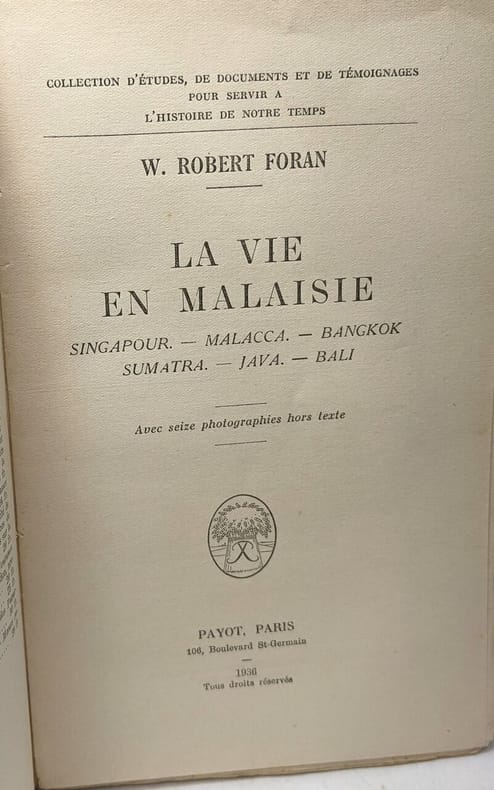 COLLECTION D'ÉTUDES, DE DOCUMENTS ET DE TÉMOIGNAGES
POUR SERVIR A
L'HISTOIRE DE NOTRE TEMPS
W. ROBERT FORAN
LA VIE
EN MALAISIE
SINGAPOUR. — MALACCA. — BANGKOK
SUMATRA. — JAVA. — BALI
Avec seize photographies hors texte
PAYOT, PARIS
106, Boulevard St-Germain
1936
Tous droits réservés